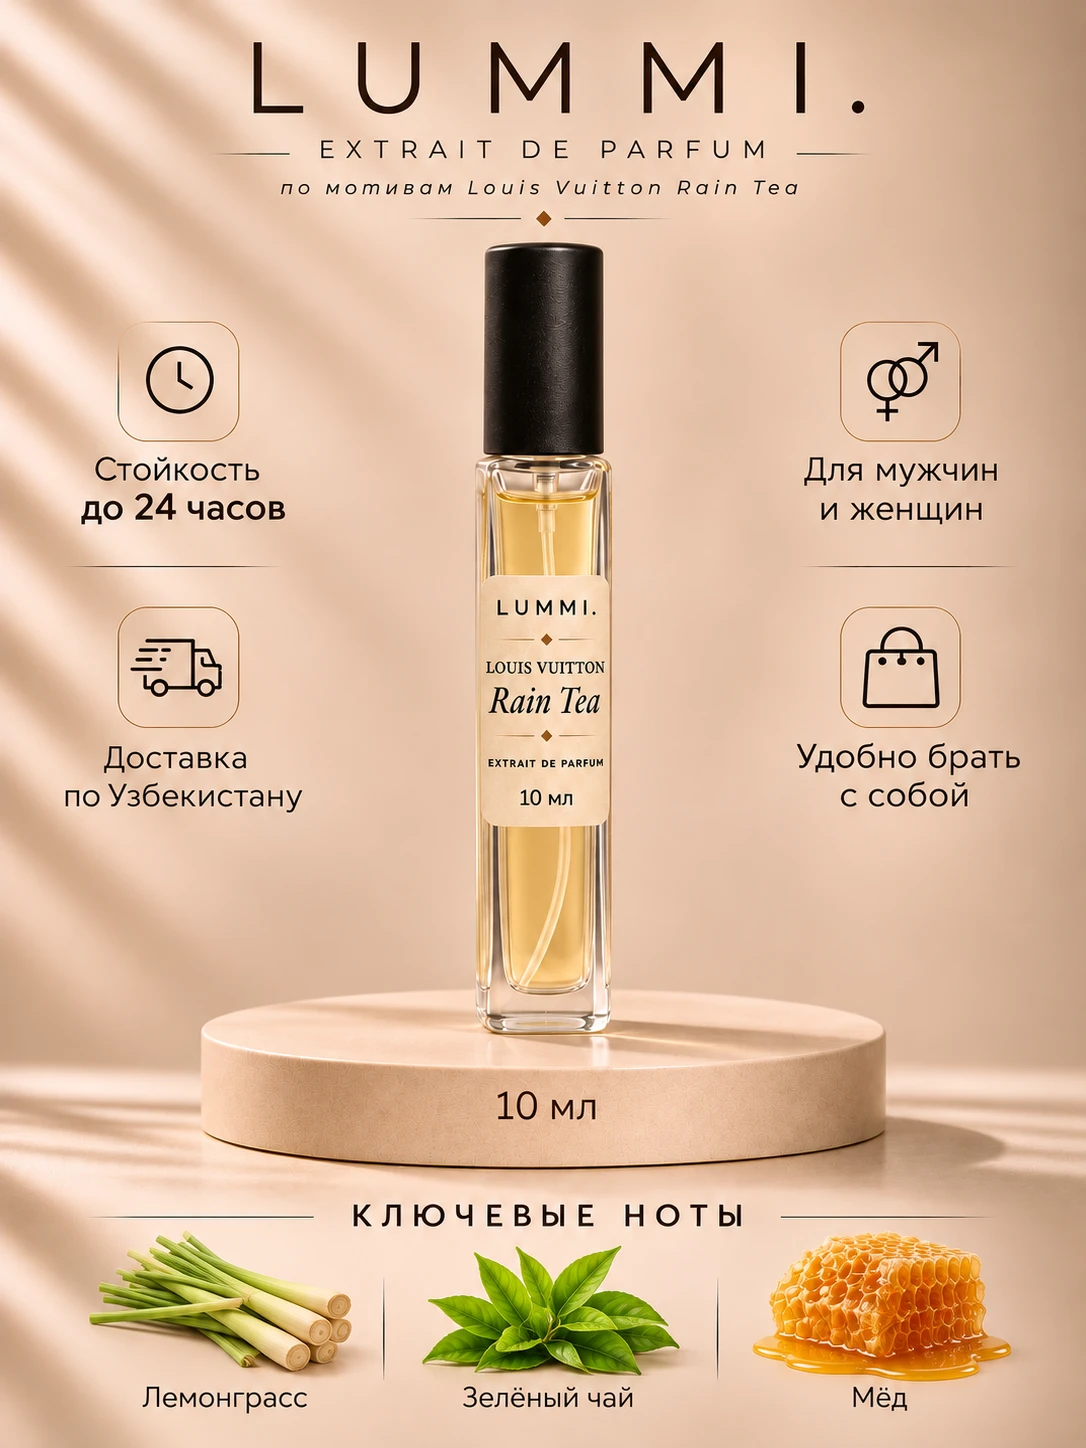 LUMMI.
EXTRAIT DE PARFUM
по мотивам Louis Vuitton Rain Tea
Стойкость
до 24 часов
Для мужчин
и женщин
LUMMI.
LOUIS VUITTON
Rain Tea
EXTRAIT DE PARFUM
10 мл
Доставка
по Узбекистану
Удобно брать
с собой
10 мл
КЛЮЧЕВЫЕ НОТЫ
Лемонграсс
Зелёный чай
Мёд